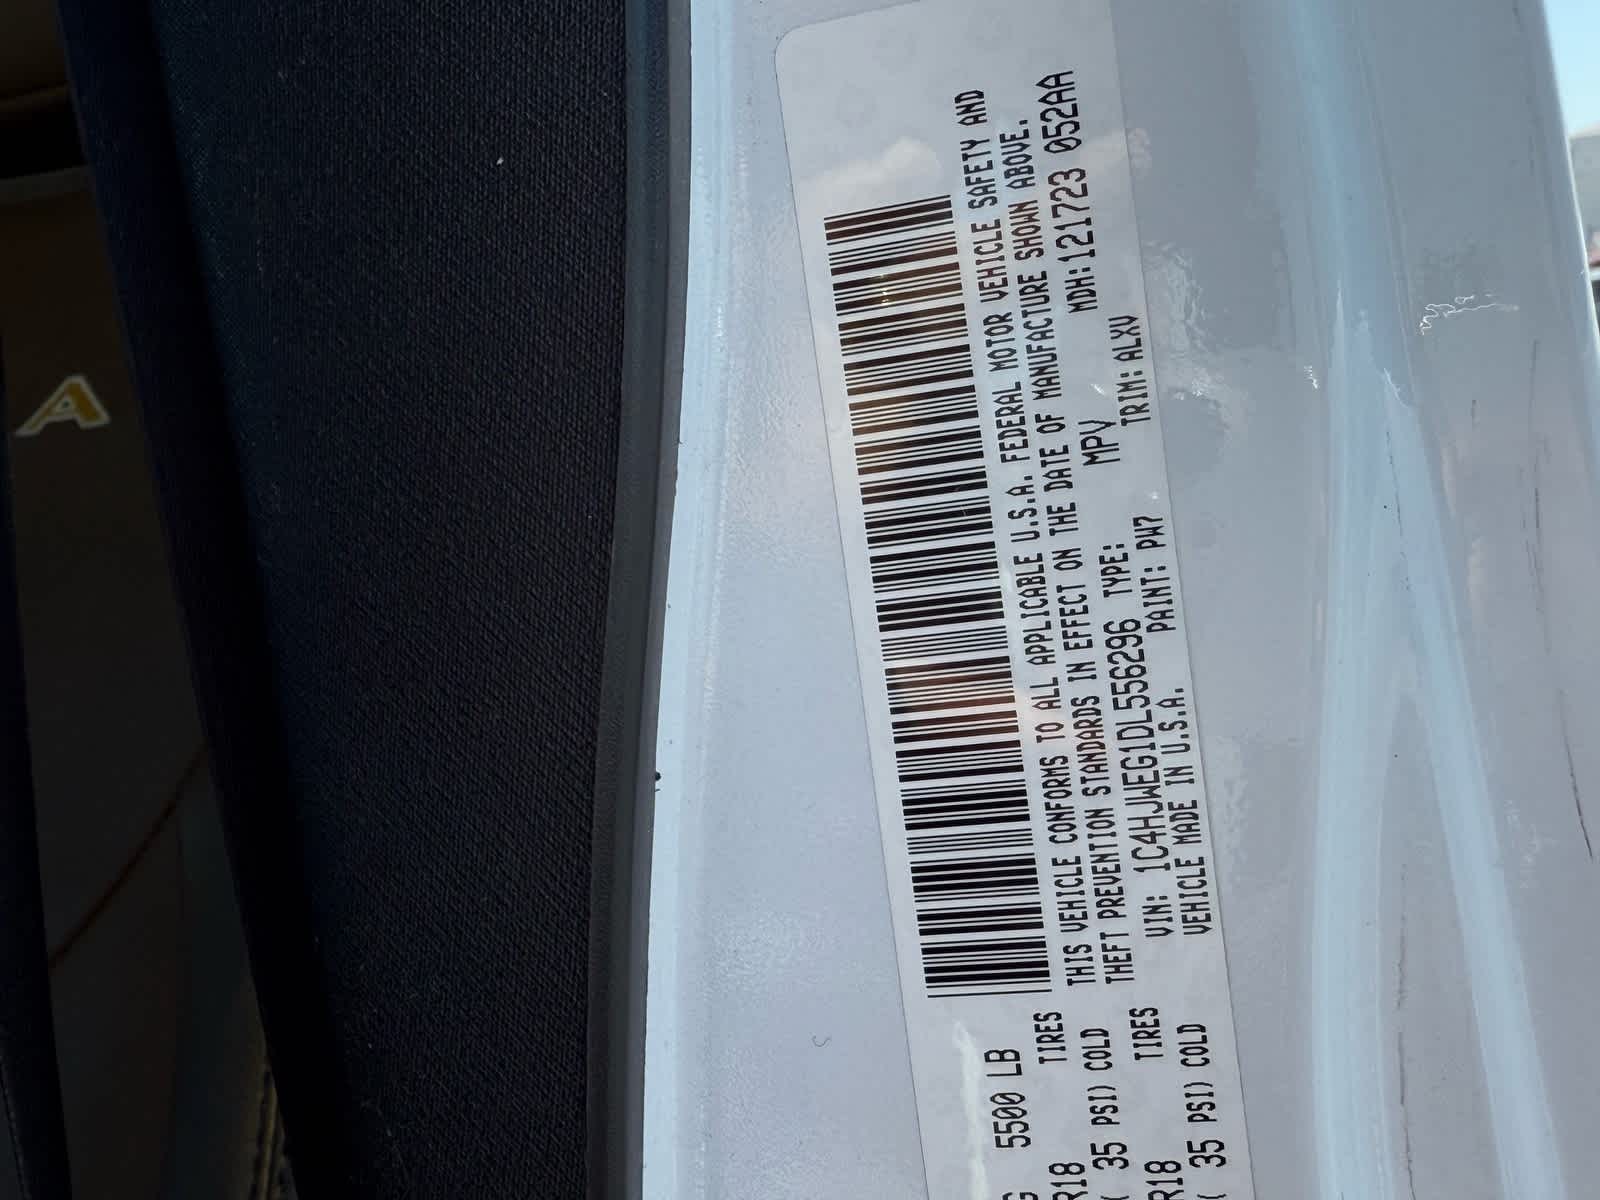 A
5500 LB
R18 TIRES
( 35 PSI) COLD
R18 TIRES
( 35 PSI) COLD
THIS VEHICLE CONFORMS TO ALL APPLICABLE U.S.A. FEDERAL MOTOR VEHICLE SAFETY AND
THEFT PREVENTION STANDARDS IN EFFECT ON THE DATE OF MANUFACTURE SHOWN ABOVE.
VIN: 1C4HJWEG1DL556296 TYPE: MPV MDH:121723 052AA
VEHICLE MADE IN U.S.A. PAINT: PW7 TRIM: ALXV